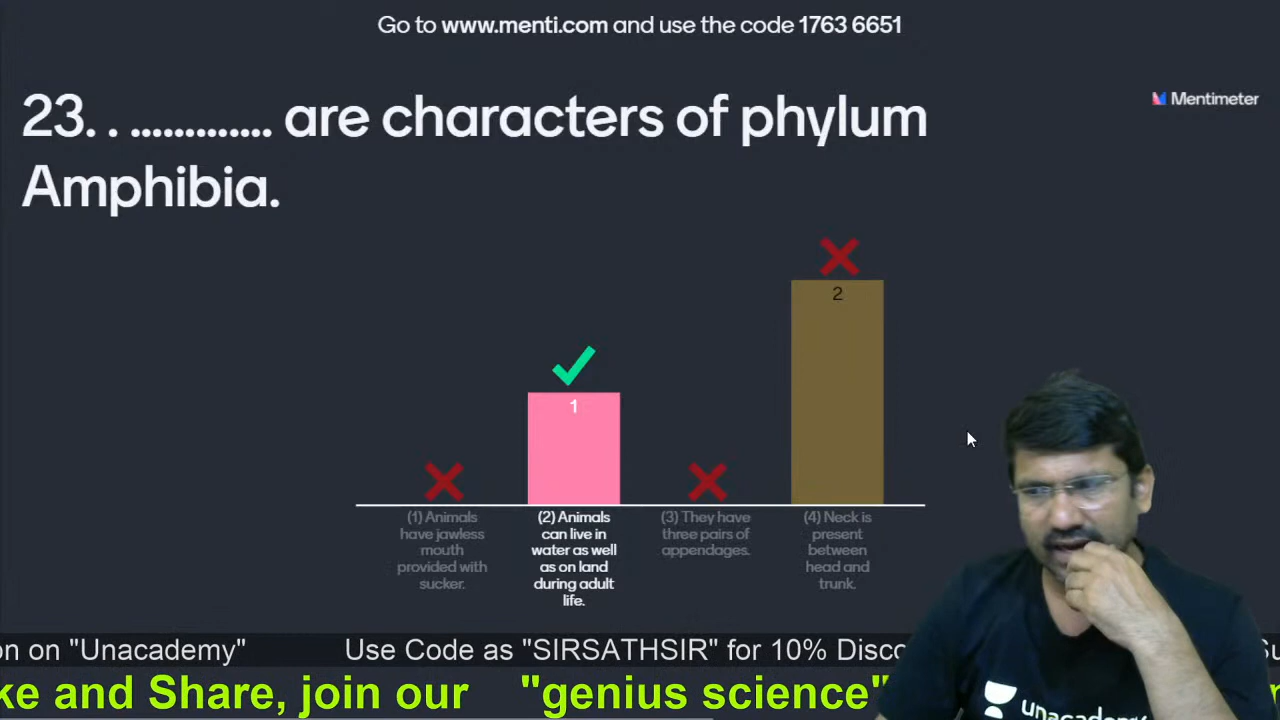 Go to www.menti.com and use the code 1763 6651
Mentimeter
23. . ............. are characters of phylum
Amphibia.
2
1
(1) Animals
have jawless
mouth
provided with
sucker.
(2) Animals
can live in
water as well
as on land
during adult
life.
(3) They have
three pairs of
appendages.
(4) Neck is
present
between
head and
trunk.
on on "Unacademy" Use Code as "SIRSATHSIR" for 10% Disco
ke and Share, join our "genius science"
unacademy